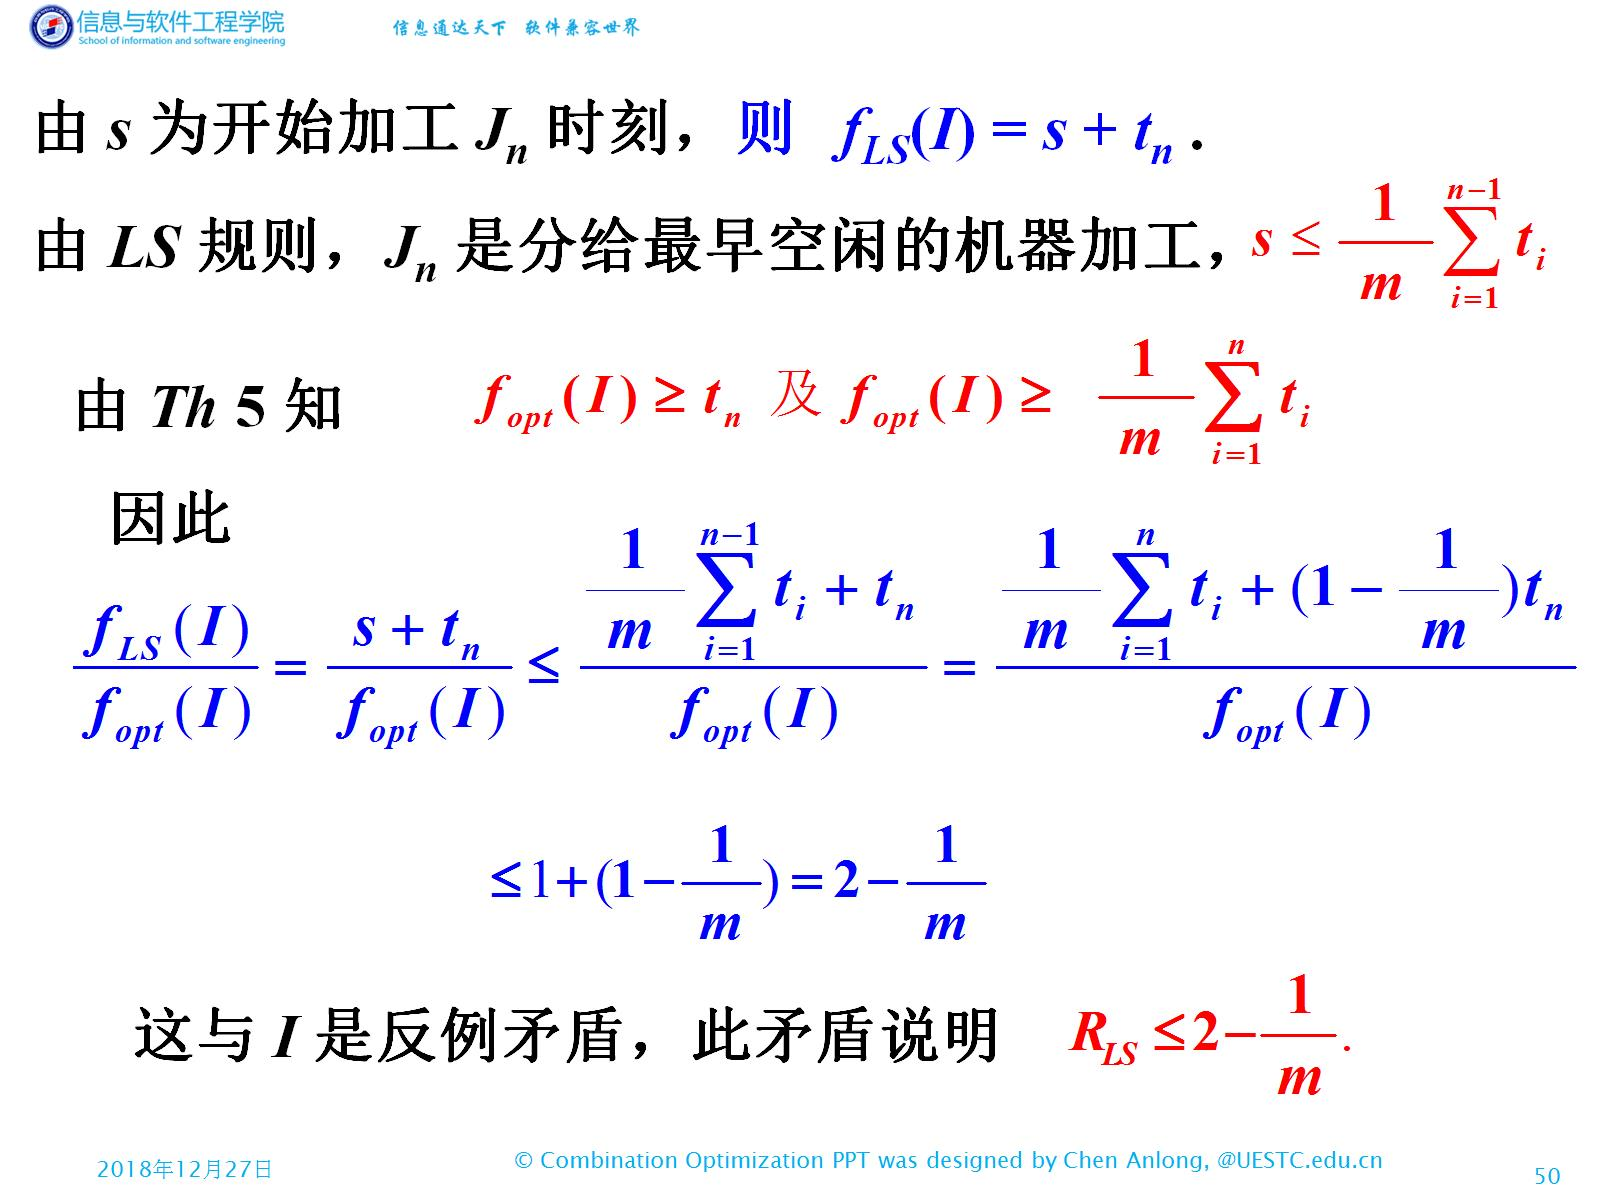 信息与软件工程学院
School of information and software engineering
信息通达天下 软件兼容世界
由 s 为开始加工 Jₙ 时刻，则 f_LS(I) = s + tₙ .
由 LS 规则，Jₙ 是分给最早空闲的机器加工，s ≤ 1/m ∑_{i=1}^{n−1} t_i
由 Th 5 知 f_opt(I) ≥ t_n 及 f_opt(I) ≥ 1/m ∑_{i=1}^{n} t_i
因此
f_LS(I)/f_opt(I) = (s + t_n)/f_opt(I) ≤ (1/m ∑_{i=1}^{n−1} t_i + t_n)/f_opt(I) = (1/m ∑_{i=1}^{n} t_i + (1 − 1/m)t_n)/f_opt(I)
≤ 1 + (1 − 1/m) = 2 − 1/m
这与 I 是反例矛盾，此矛盾说明 R_LS ≤ 2 − 1/m .
2018年12月27日
© Combination Optimization PPT was designed by Chen Anlong, @UESTC.edu.cn
50